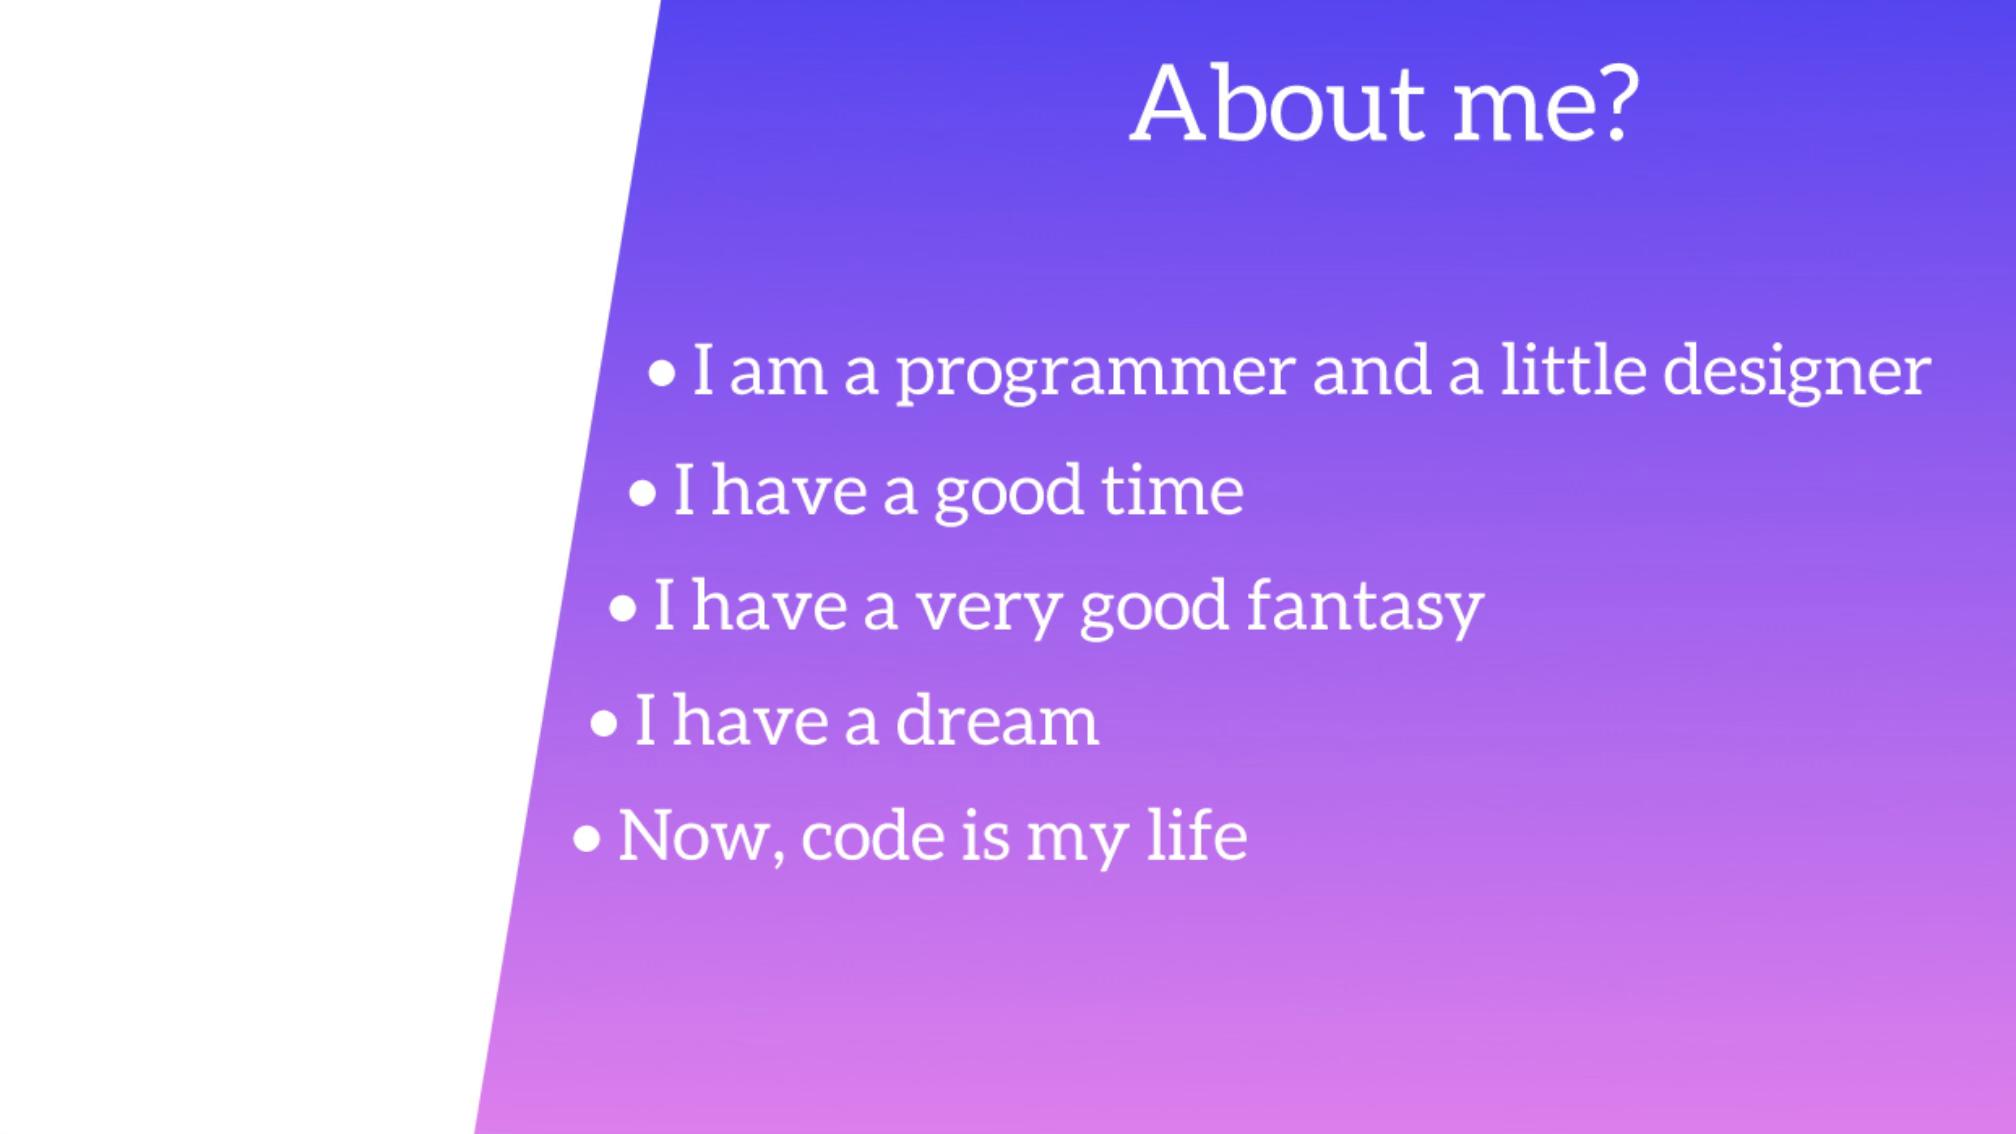 About me?
• I am a programmer and a little designer
• I have a good time
• I have a very good fantasy
• I have a dream
• Now, code is my life